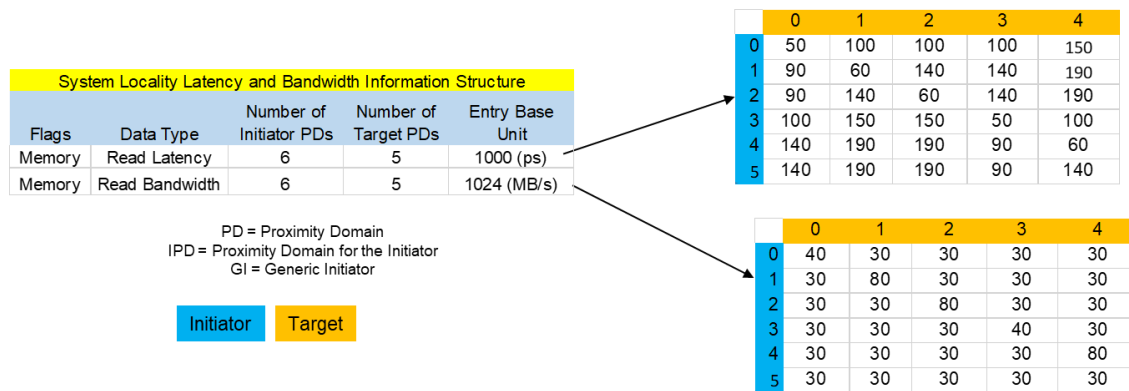 System Locality Latency and Bandwidth Information Structure
Flags Data Type Number of Initiator PDs Number of Target PDs Entry Base Unit
Memory Read Latency 6 5 1000 (ps)
Memory Read Bandwidth 6 5 1024 (MB/s)
PD = Proximity Domain
IPD = Proximity Domain for the Initiator
GI = Generic Initiator
Initiator Target
0 1 2 3 4
0 50 100 100 100 150
1 90 60 140 140 190
2 90 140 60 140 190
3 100 150 150 50 100
4 140 190 190 90 60
5 140 190 190 90 140
0 1 2 3 4
0 40 30 30 30 30
1 30 80 30 30 30
2 30 30 80 30 30
3 30 30 30 40 30
4 30 30 30 30 80
5 30 30 30 30 30